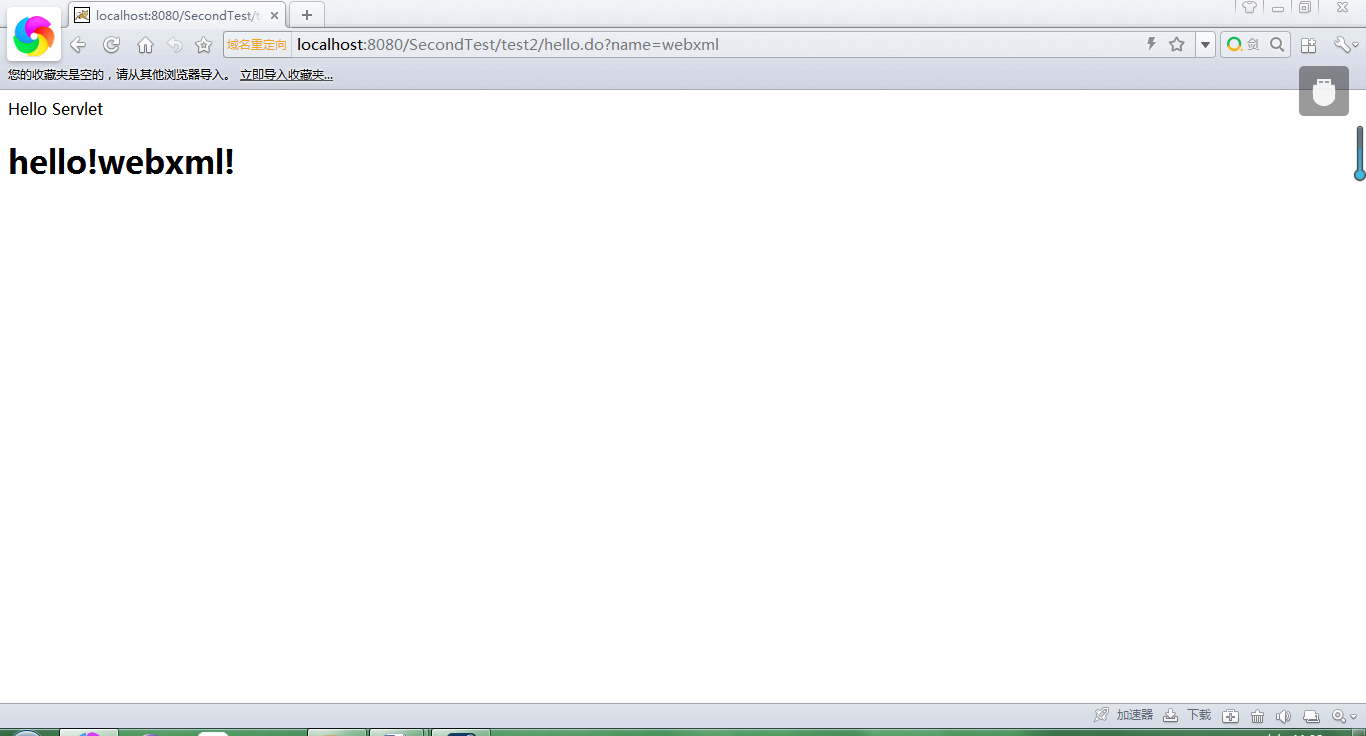 localhost:8080/SecondTest/t
域名重定向 localhost:8080/SecondTest/test2/hello.do?name=webxml
剑
您的收藏夹是空的，请从其他浏览器导入。 立即导入收藏夹...
Hello Servlet
hello!webxml!
加速器 下载